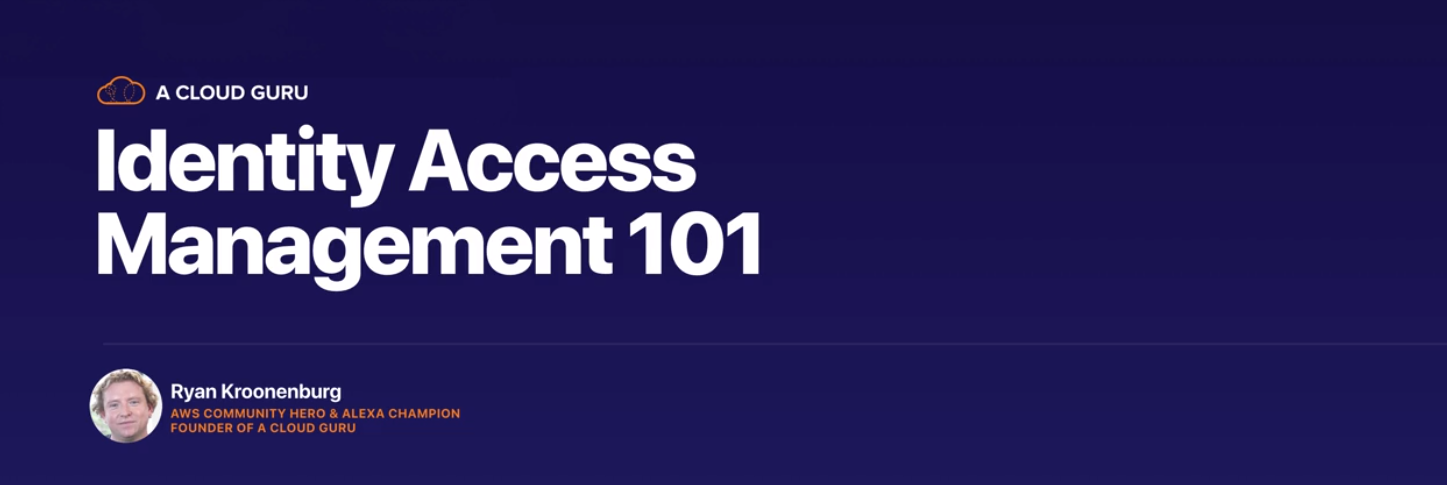 A CLOUD GURU
Identity Access
Management 101
Ryan Kroonenburg
AWS COMMUNITY HERO & ALEXA CHAMPION
FOUNDER OF A CLOUD GURU